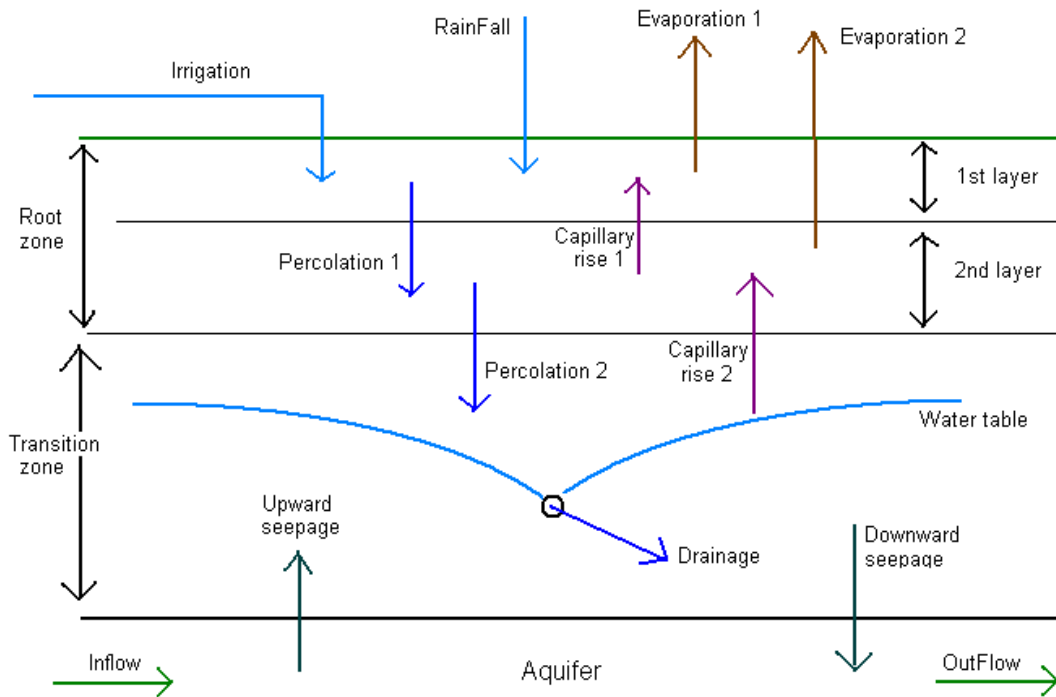 RainFall
Evaporation 1
Evaporation 2
Irrigation
1st layer
Root
zone
Capillary
rise 1
Percolation 1
2nd layer
Percolation 2
Capillary
rise 2
Water table
Transition
zone
Upward
seepage
Drainage
Downward
seepage
Inflow
Aquifer
OutFlow